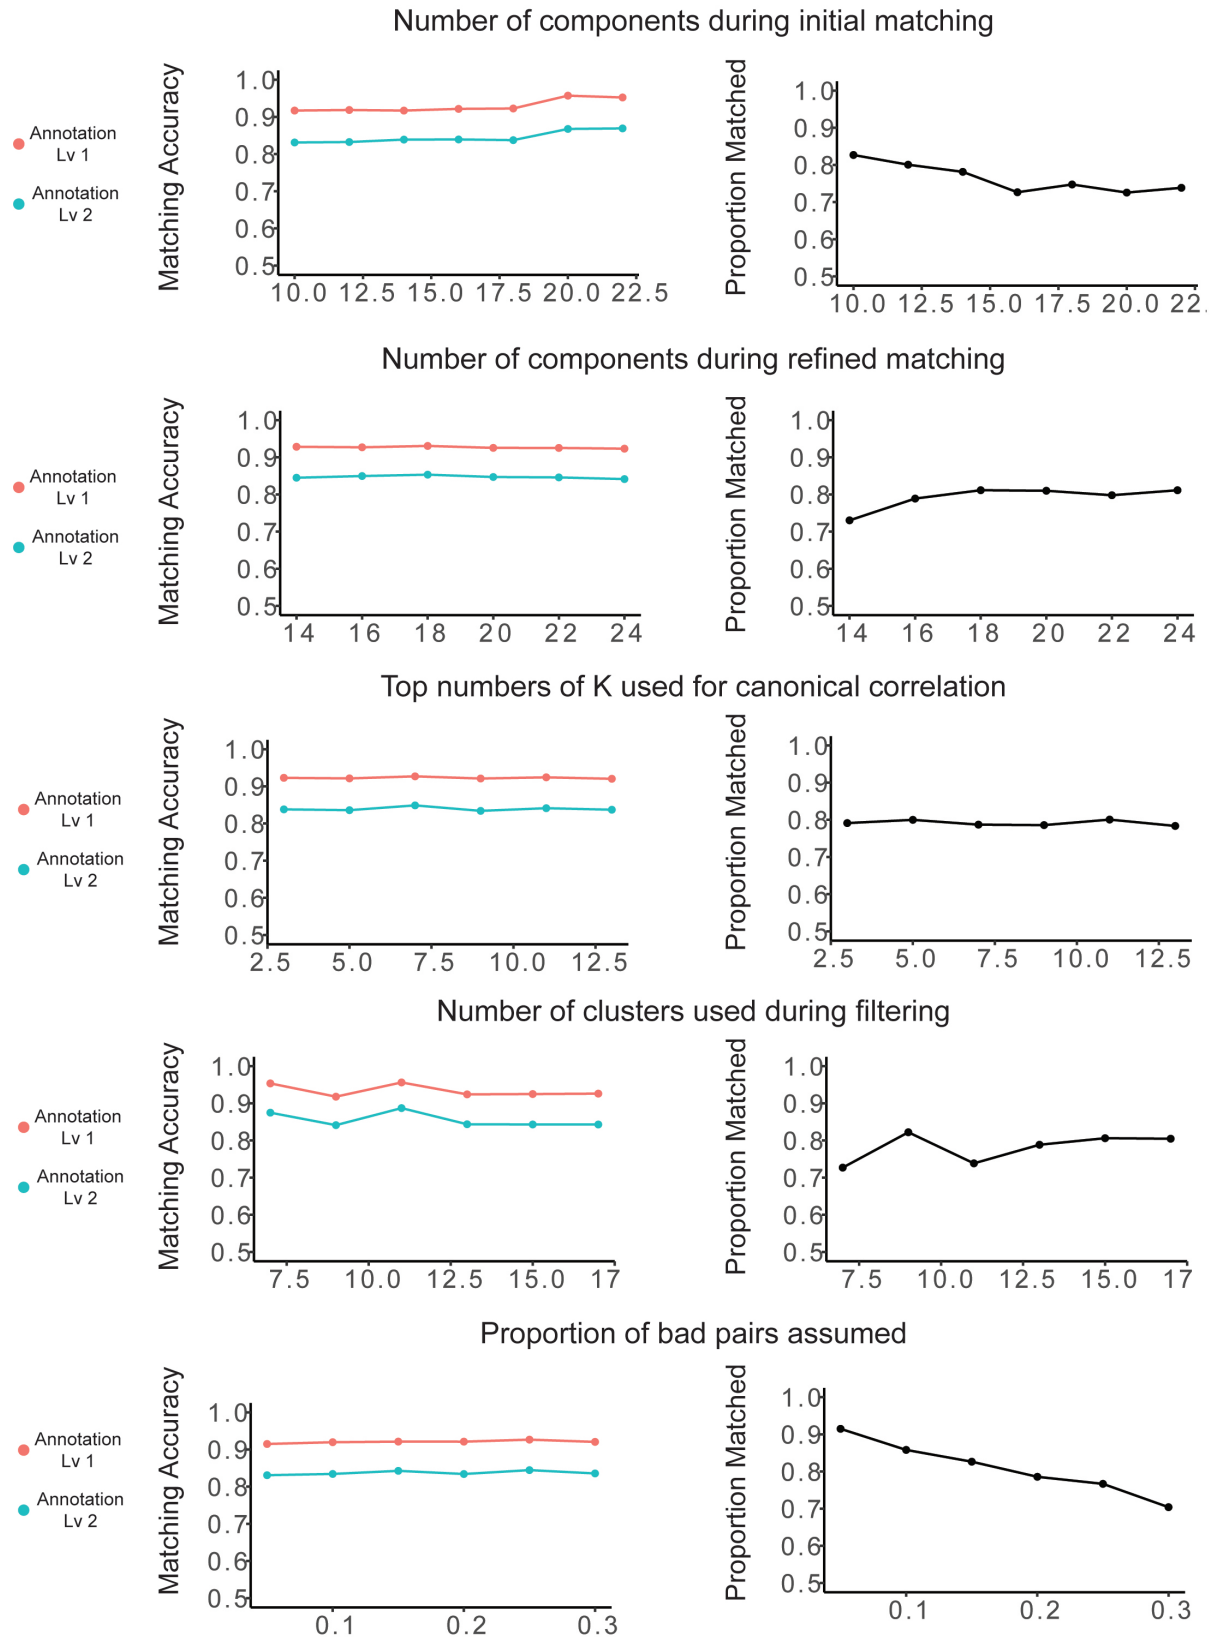 Number of components during initial matching
Annotation
Lv 1
Annotation
Lv 2
Matching Accuracy
1.0
0.9
0.8
0.7
0.6
0.5
10.0 12.5 15.0 17.5 20.0 22.5
Proportion Matched
1.0
0.9
0.8
0.7
0.6
0.5
10.0 12.5 15.0 17.5 20.0 22.
Number of components during refined matching
Annotation
Lv 1
Annotation
Lv 2
Matching Accuracy
1.0
0.9
0.8
0.7
0.6
0.5
14 16 18 20 22 24
Proportion Matched
1.0
0.9
0.8
0.7
0.6
0.5
14 16 18 20 22 24
Top numbers of K used for canonical correlation
Annotation
Lv 1
Annotation
Lv 2
Matching Accuracy
1.0
0.9
0.8
0.7
0.6
0.5
2.5 5.0 7.5 10.0 12.5
Proportion Matched
1.0
0.9
0.8
0.7
0.6
0.5
2.5 5.0 7.5 10.0 12.5
Number of clusters used during filtering
Annotation
Lv 1
Annotation
Lv 2
Matching Accuracy
1.0
0.9
0.8
0.7
0.6
0.5
7.5 10.0 12.5 15.0 17
Proportion Matched
1.0
0.9
0.8
0.7
0.6
0.5
7.5 10.0 12.5 15.0 17
Proportion of bad pairs assumed
Annotation
Lv 1
Annotation
Lv 2
Matching Accuracy
1.0
0.9
0.8
0.7
0.6
0.5
0.1 0.2 0.3
Proportion Matched
1.0
0.9
0.8
0.7
0.6
0.5
0.1 0.2 0.3